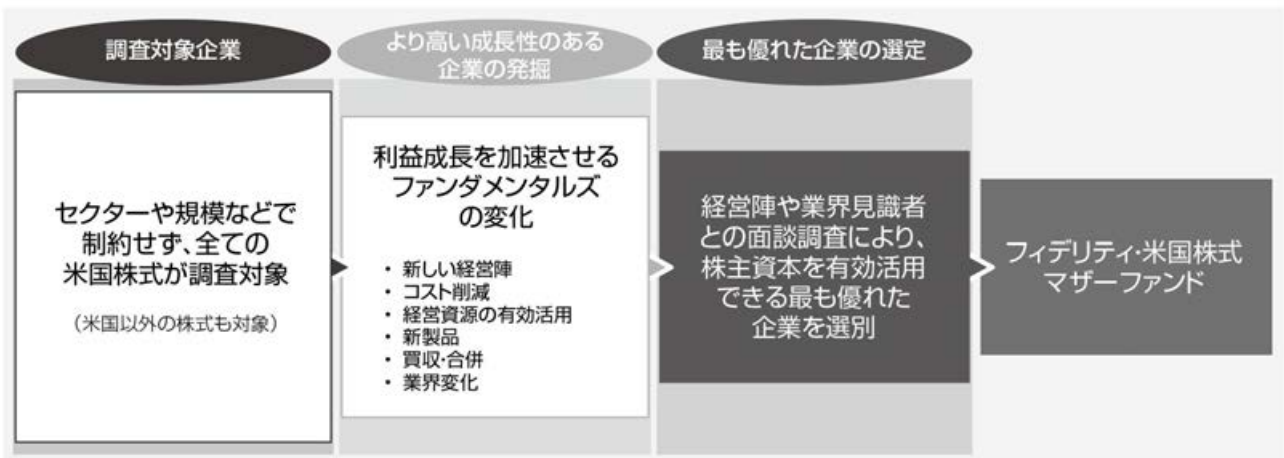 調査対象企業
セクターや規模などで
制約せず、全ての
米国株式が調査対象
(米国以外の株式も対象)
より高い成長性のある
企業の発掘
利益成長を加速させる
ファンダメンタルズ
の変化
・ 新しい経営陣
・ コスト削減
・ 経営資源の有効活用
・ 新製品
・ 買収・合併
・ 業界変化
最も優れた企業の選定
経営陣や業界見識者
との面談調査により、
株主資本を有効活用
できる最も優れた
企業を選別
フィデリティ・米国株式
マザーファンド